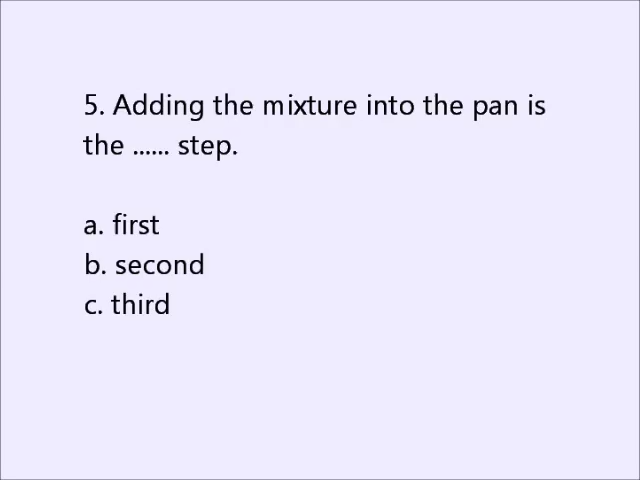 5. Adding the mixture into the pan is
the ...... step.
a. first
b. second
c. third